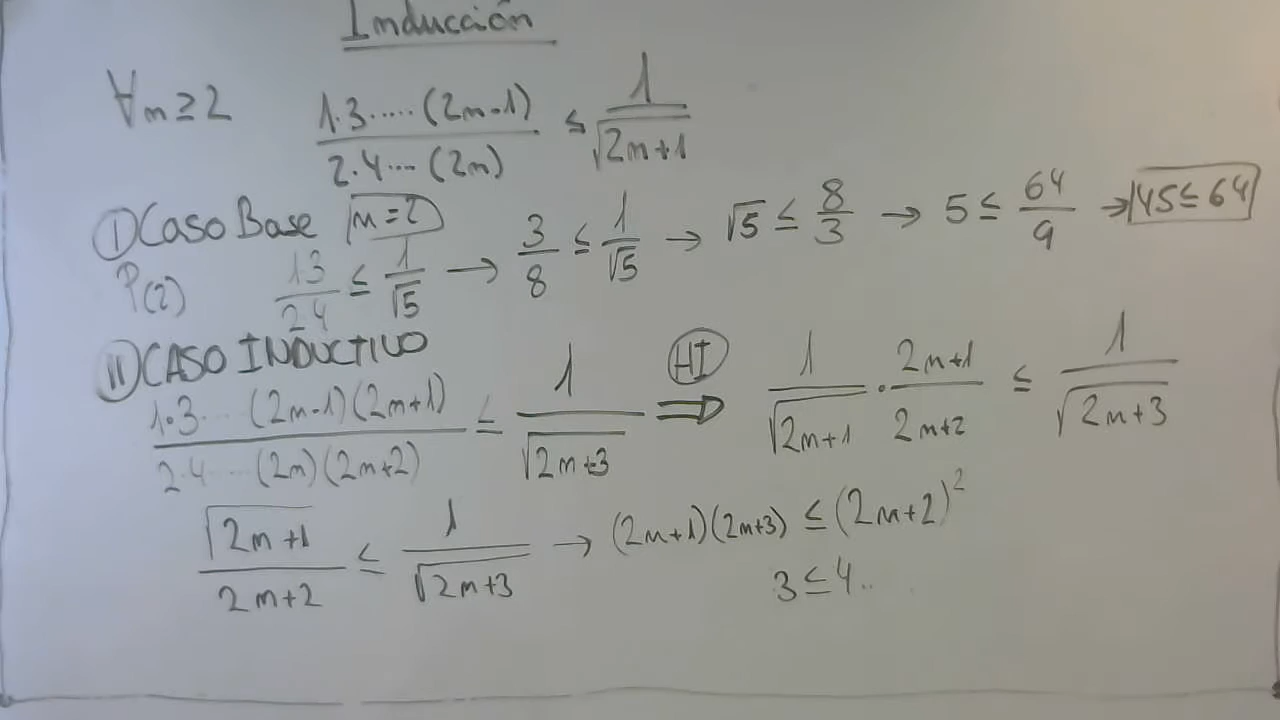 Inducción
∀m≥2 1·3·····(2m-1) / 2·4····(2m) ≤ 1 / √2m+1
I) Caso Base m=2
P(2) 1 3 / 2 4 ≤ 1 / √5 → 3 / 8 ≤ 1 / √5 → √5 ≤ 8 / 3 → 5 ≤ 64 / 9 → 45≤64
II) CASO INDUCTIVO
1·3· ··· (2m-1)(2m+1) / 2·4 ··· (2m)(2m+2) ≤ 1 / √2m+3 HI ⇒ 1 / √2m+1 · 2m+1 / 2m+2 ≤ 1 / √2m+3
√2m+1 / 2m+2 ≤ 1 / √2m+3 → (2m+1)(2m+3) ≤ (2m+2)²
3≤4..